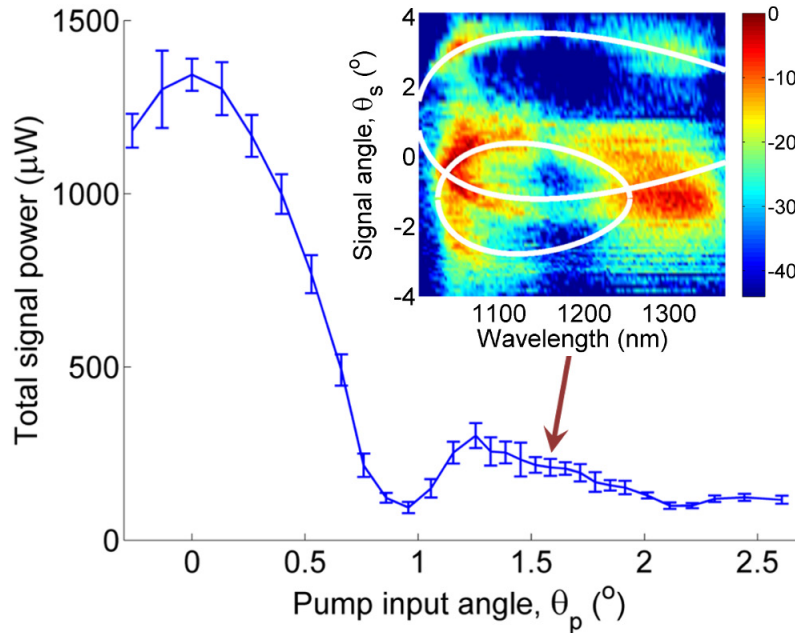 1500
1000
500
0
Total signal power (μW)
0 0.5 1 1.5 2 2.5
Pump input angle, θp (°)
4
2
0
-2
-4
Signal angle, θs (°)
1100 1200 1300
Wavelength (nm)
0
-10
-20
-30
-40